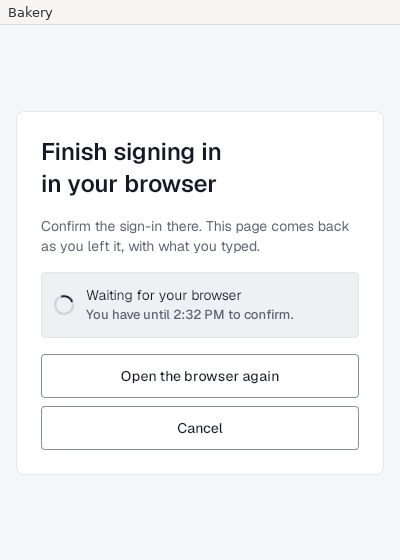 Bakery
Finish signing in
in your browser
Confirm the sign-in there. This page comes back
as you left it, with what you typed.
Waiting for your browser
You have until 2:32 PM to confirm.
Open the browser again
Cancel